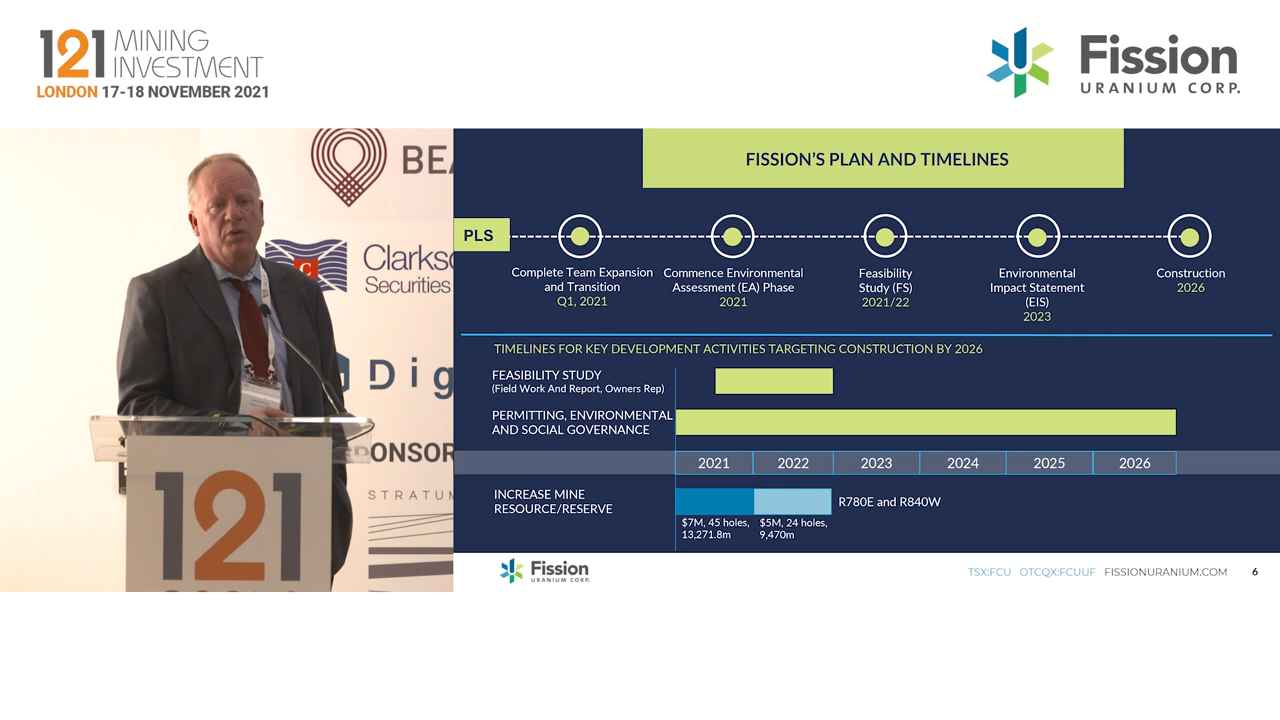 121 MINING
INVESTMENT
LONDON 17-18 NOVEMBER 2021
Fission
URANIUM CORP.
Clarks
Securities
C
Dig
ONSOR
STRATUM
121
FISSION'S PLAN AND TIMELINES
PLS
Complete Team Expansion
and Transition
Q1, 2021
Commence Environmental
Assessment (EA) Phase
2021
Feasibility
Study (FS)
2021/22
Environmental
Impact Statement
(EIS)
2023
Construction
2026
TIMELINES FOR KEY DEVELOPMENT ACTIVITIES TARGETING CONSTRUCTION BY 2026
FEASIBILITY STUDY
(Field Work And Report, Owners Rep)
PERMITTING, ENVIRONMENTAL
AND SOCIAL GOVERNANCE
2021 2022 2023 2024 2025 2026
INCREASE MINE
RESOURCE/RESERVE
R780E and R840W
$7M, 45 holes,
13,271.8m
$5M, 24 holes,
9,470m
Fission
URANIUM CORP.
TSX:FCU OTCQX:FCUUF FISSIONURANIUM.COM 6